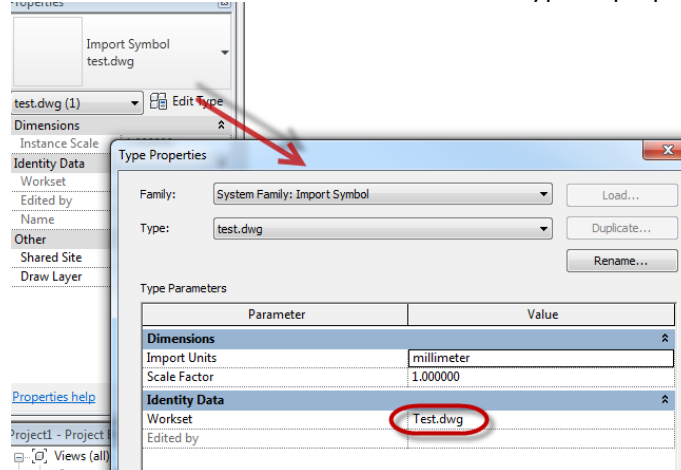 Properties
Import Symbol
test.dwg
test.dwg (1)
Edit Type
Dimensions
Instance Scale
Identity Data
Workset
Edited by
Name
Other
Shared Site
Draw Layer
Properties help
Project1 - Project
Views (all)
Type Properties
Family:
System Family: Import Symbol
Load...
Type:
test.dwg
Duplicate...
Rename...
Type Parameters
Parameter
Value
Dimensions
Import Units
millimeter
Scale Factor
1.000000
Identity Data
Workset
Test.dwg
Edited by